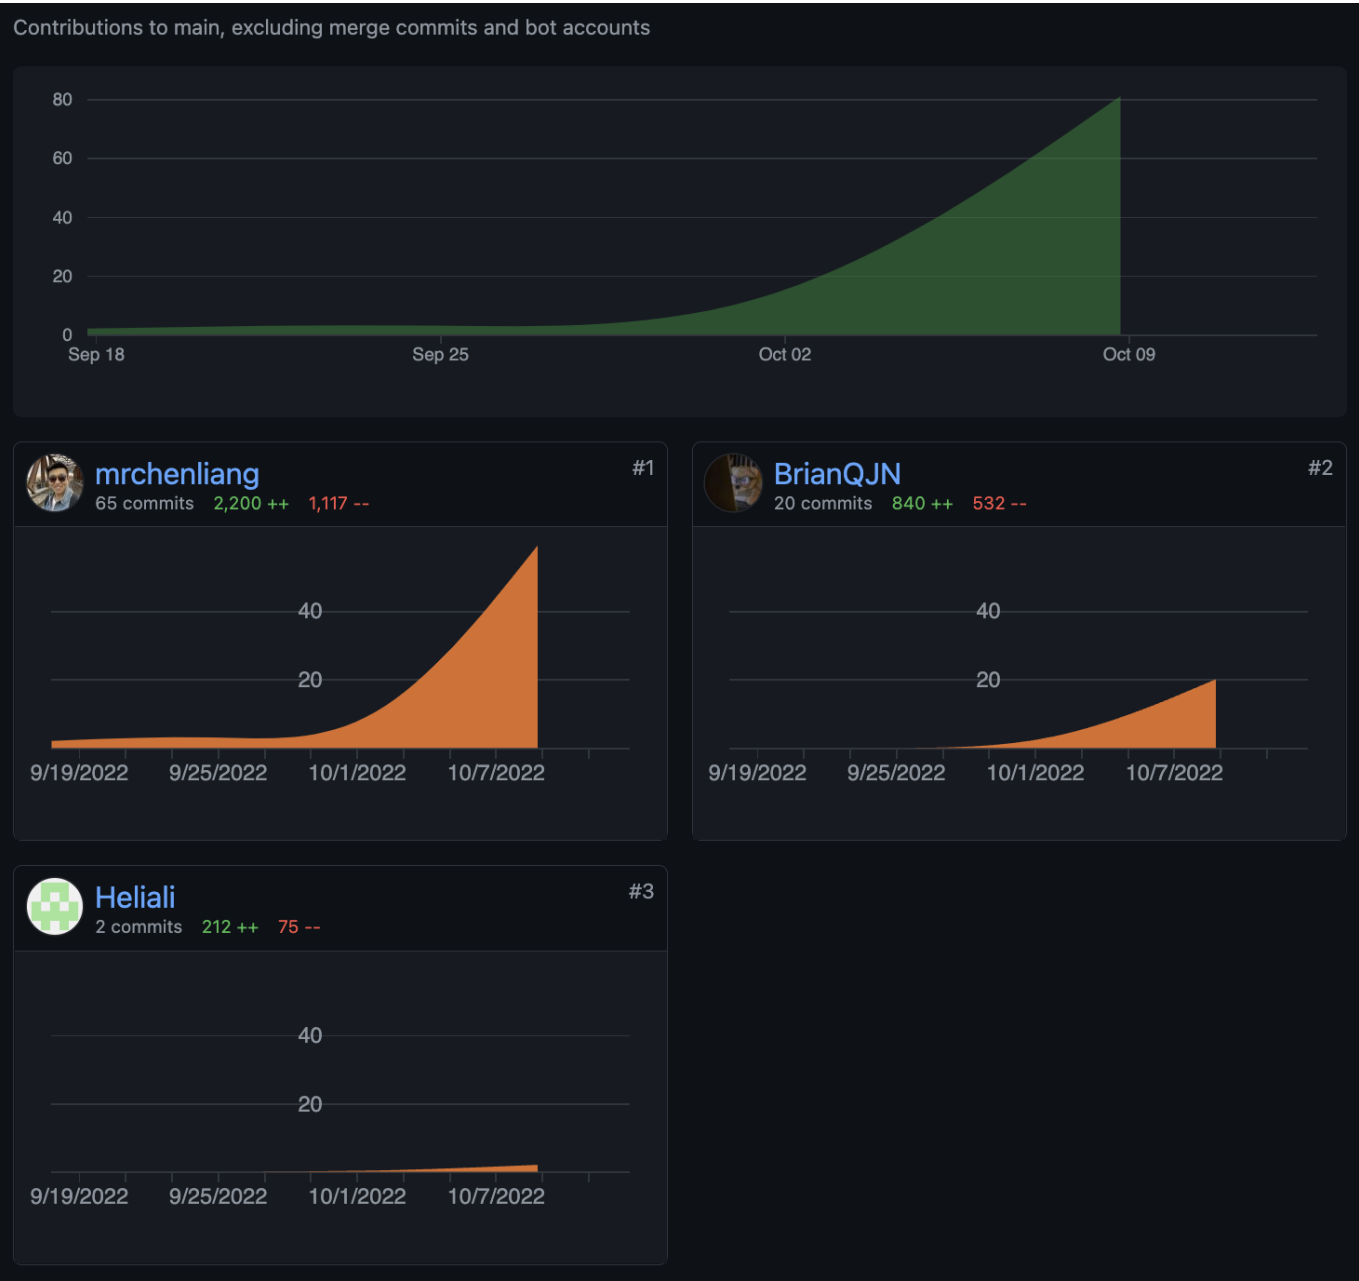 Contributions to main, excluding merge commits and bot accounts
80
60
40
20
0
Sep 18 Sep 25 Oct 02 Oct 09
mrchenliang #1
65 commits 2,200 ++ 1,117 --
40
20
9/19/2022 9/25/2022 10/1/2022 10/7/2022
BrianQJN #2
20 commits 840 ++ 532 --
40
20
9/19/2022 9/25/2022 10/1/2022 10/7/2022
Heliali #3
2 commits 212 ++ 75 --
40
20
9/19/2022 9/25/2022 10/1/2022 10/7/2022